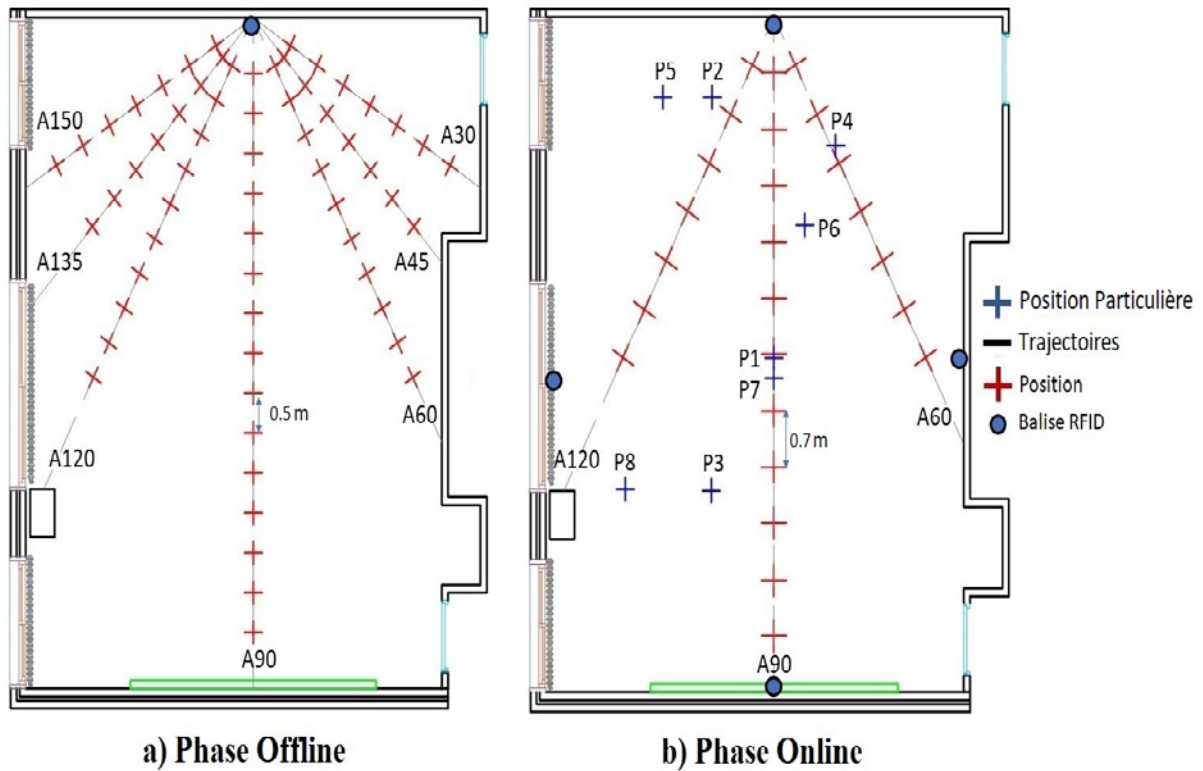 A150
A30
A135
A45
A120
A60
0.5 m
A90
a) Phase Offline
P5
P2
P4
P6
P1
P7
A120
P8
P3
A60
0.7 m
A90
Position Particulière
Trajectoires
Position
Balise RFID
b) Phase Online